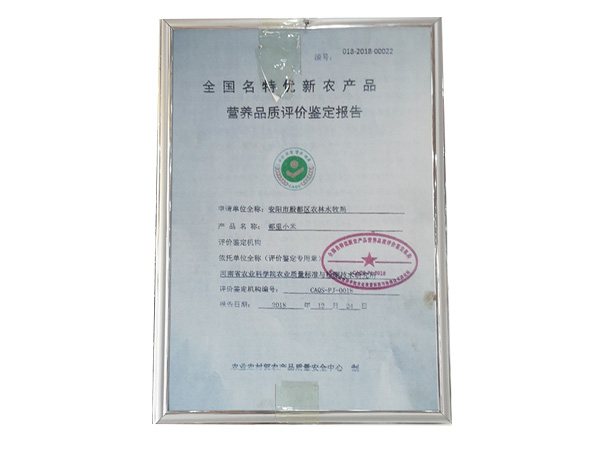 编号： 018-2018-00022
全国名特优新农产品
营养品质评价鉴定报告
申请单位全称：安阳市殷都区农林水牧局
产品名称：都里小米
评价鉴定机构
依托单位全称（评价鉴定专用章）
河南省农业科学院农业质量标准与检测技术研究所
评价鉴定机构编号： CAQS-PJ-0018
报告日期： 2018 年 12 月 24 日
农业农村部农产品质量安全中心 制